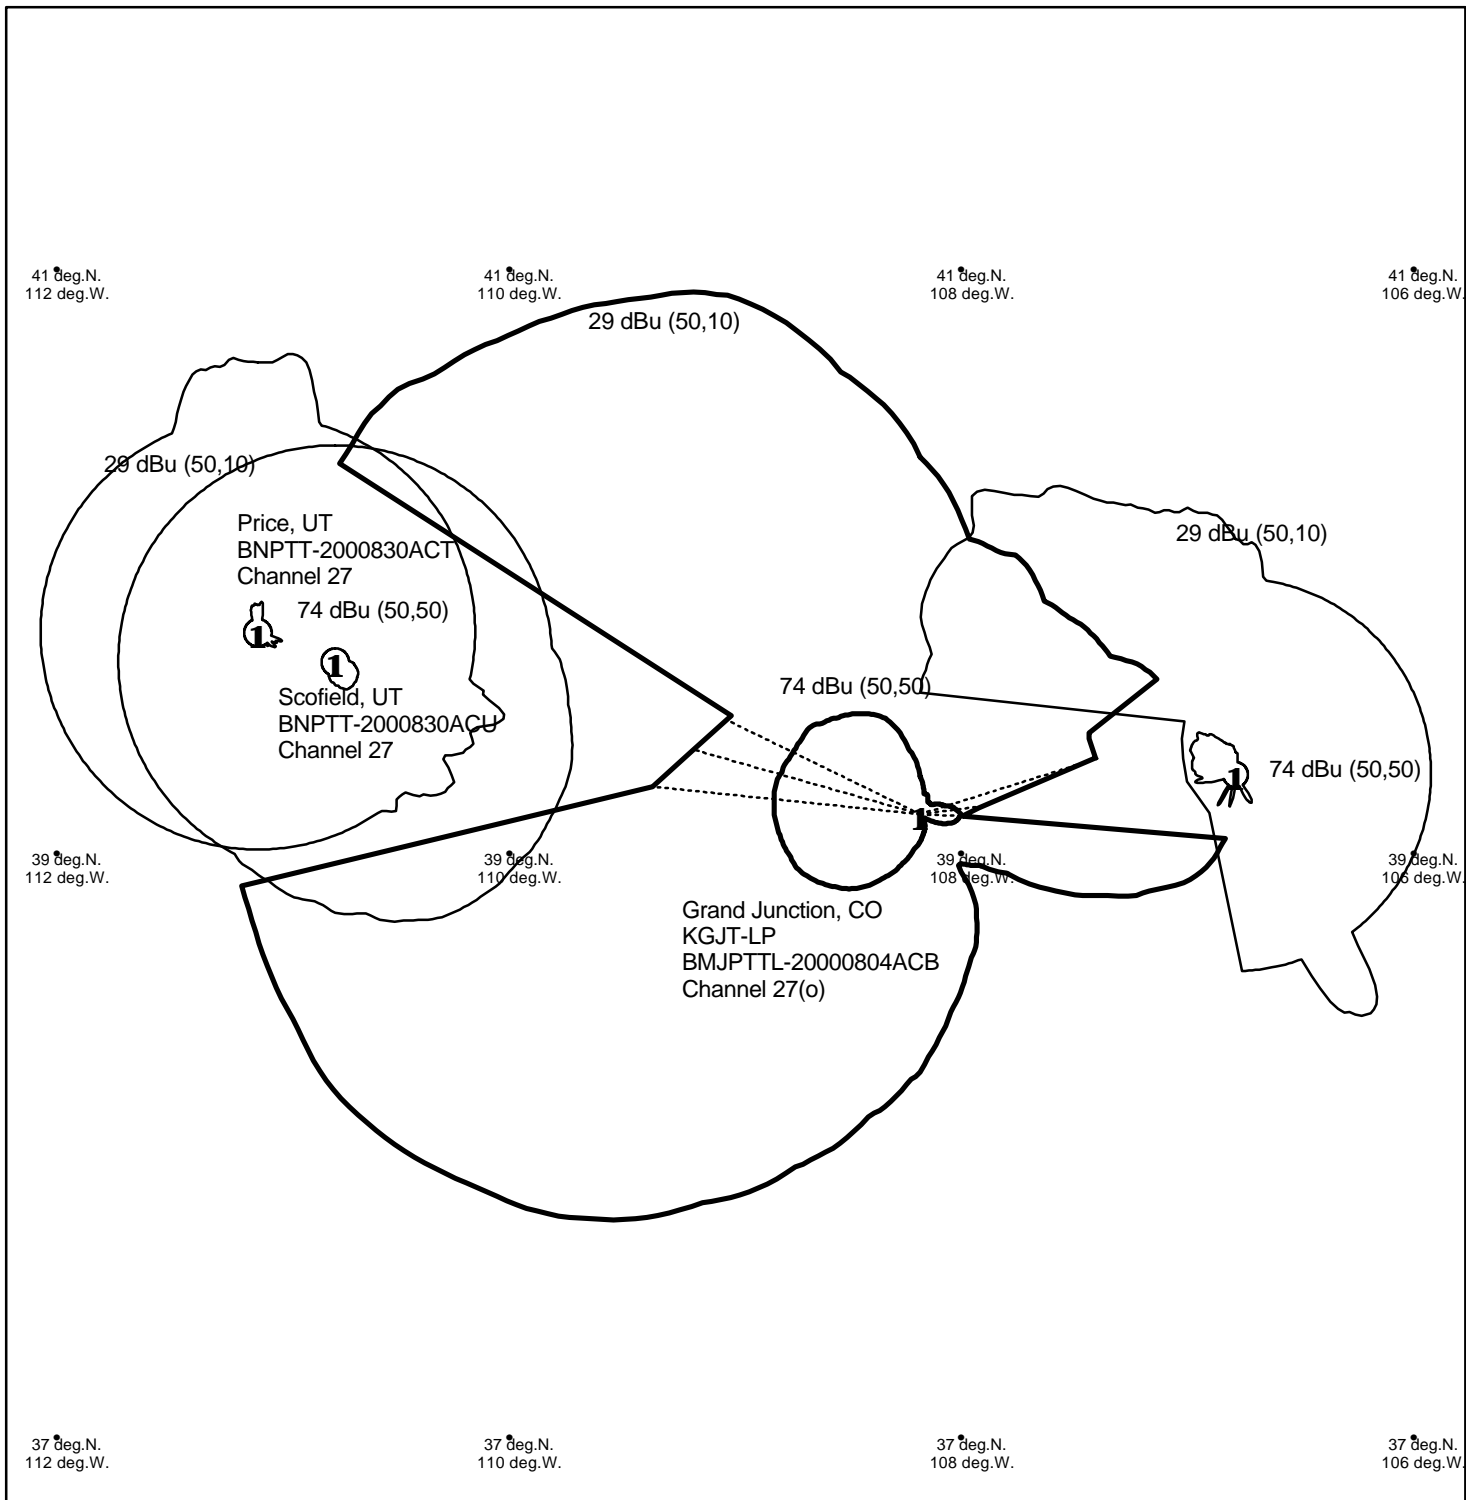 41 deg.N.
112 deg.W.
41 deg.N.
110 deg.W.
41 deg.N.
108 deg.W.
41 deg.N.
106 deg.W.
29 dBu (50,10)
29 dBu (50,10)
29 dBu (50,10)
Price, UT
BNPTT-2000830ACT
Channel 27
74 dBu (50,50)
1
1
Scofield, UT
BNPTT-2000830ACU
Channel 27
74 dBu (50,50)
1
74 dBu (50,50)
1
39 deg.N.
112 deg.W.
39 deg.N.
110 deg.W.
39 deg.N.
108 deg.W.
39 deg.N.
106 deg.W.
Grand Junction, CO
KGJT-LP
BMJPTTL-20000804ACB
Channel 27(o)
37 deg.N.
112 deg.W.
37 deg.N.
110 deg.W.
37 deg.N.
108 deg.W.
37 deg.N.
106 deg.W.